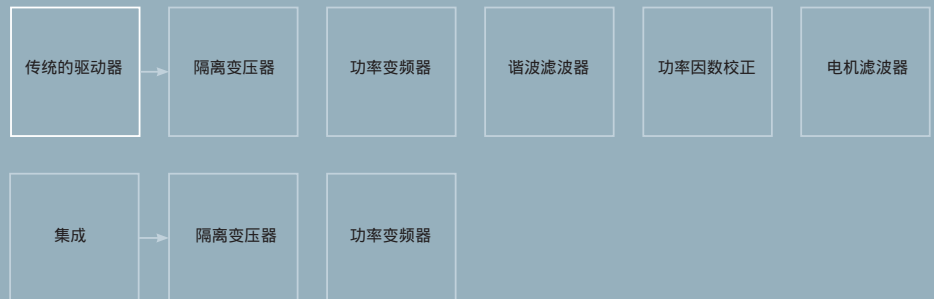 传统的驱动器
隔离变压器
功率变频器
谐波滤波器
功率因数校正
电机滤波器
集成
隔离变压器
功率变频器